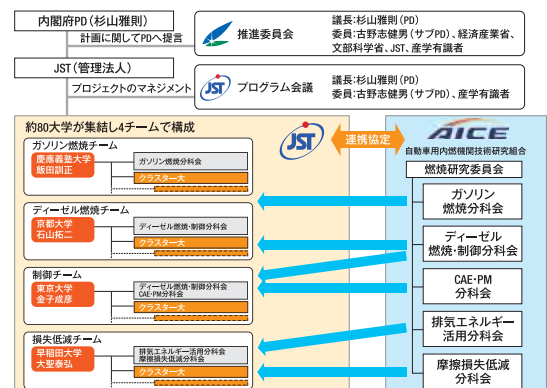 内閣府PD(杉山雅則)
計画に関してPDへ提言
推進委員会
議長:杉山雅則(PD)
委員:古野志健男(サブPD)、経済産業省、
文部科学省、JST、産学有識者
JST(管理法人)
プロジェクトのマネジメント
JST
プログラム会議
議長:杉山雅則(PD)
委員:古野志健男(サブPD)、産学有識者
約80大学が集結し4チームで構成
JST
連携協定
AICE
自動車用内燃機関技術研究組合
燃焼研究委員会
ガソリン燃焼チーム
慶應義塾大学
飯田訓正
ガソリン燃焼分科会
クラスター大
ディーゼル燃焼チーム
京都大学
石山拓二
ディーゼル燃焼・制御分科会
クラスター大
制御チーム
東京大学
金子成彦
ディーゼル燃焼・制御分科会
CAE・PM分科会
クラスター大
損失低減チーム
早稲田大学
大聖泰弘
排気エネルギー活用分科会
摩擦損失低減分科会
クラスター大
ガソリン
燃焼分科会
ディーゼル
燃焼・制御分科会
CAE・PM
分科会
排気エネルギー
活用分科会
摩擦損失低減
分科会